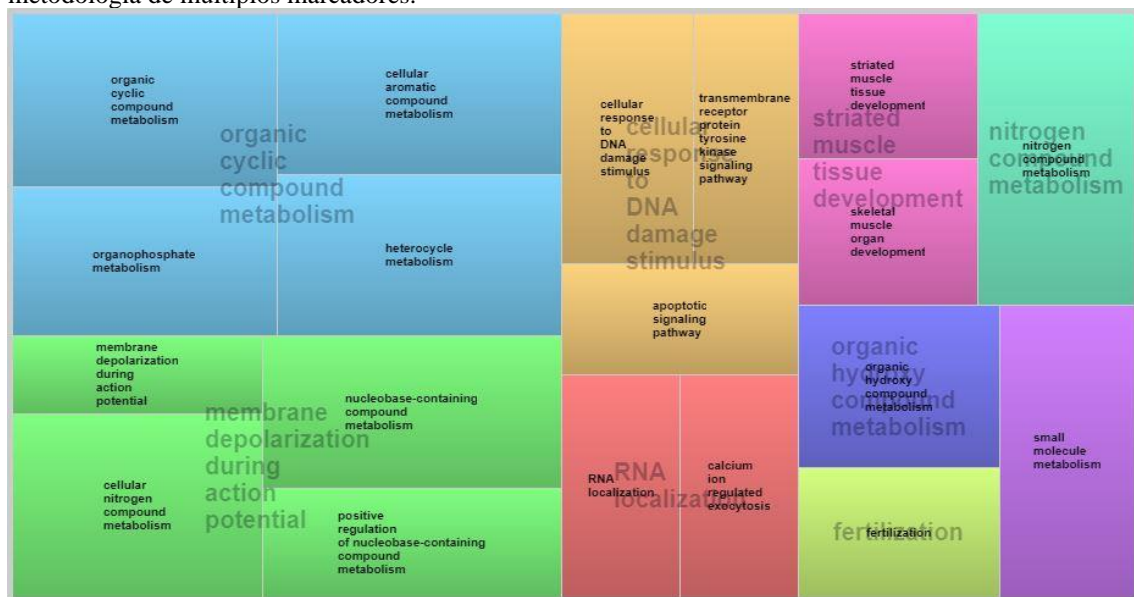 metodologia de múltiplos marcadores.
organic
cyclic
compound
metabolism
cellular
aromatic
compound
metabolism
organic
cyclic
compound
metabolism
organophosphate
metabolism
heterocycle
metabolism
membrane
depolarization
during
action
potential
nucleobase-containing
compound
metabolism
membrane
depolarization
during
action
potential
cellular
nitrogen
compound
metabolism
positive
regulation
of nucleobase-containing
compound
metabolism
cellular
response
to
DNA
damage
stimulus
transmembrane
receptor
protein
tyrosine
kinase
signaling
pathway
cellular
response
to
DNA
damage
stimulus
apoptotic
signaling
pathway
RNA
localization
RNA
localization
calcium
ion
regulated
exocytosis
striated
muscle
tissue
development
striated
muscle
tissue
development
skeletal
muscle
organ
development
nitrogen
compound
metabolism
nitrogen
compound
metabolism
organic
hydroxy
compound
metabolism
organic
hydroxy
compound
metabolism
small
molecule
metabolism
fertilization
fertilization